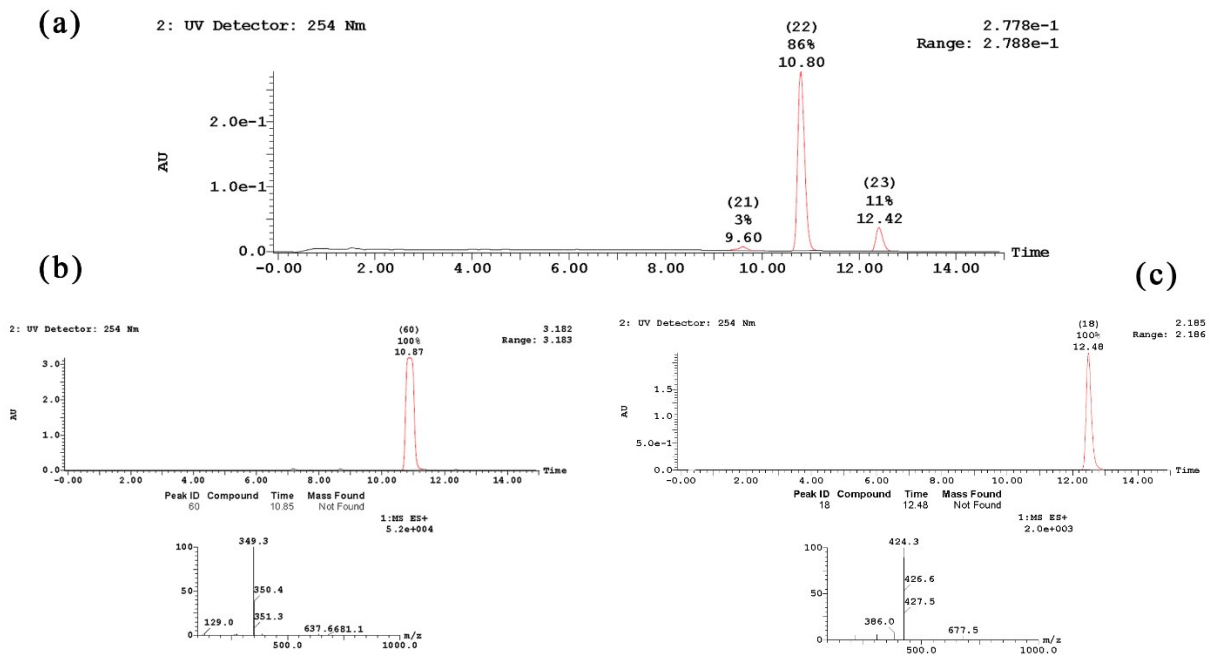 (a)
2: UV Detector: 254 Nm
2.778e-1
Range: 2.788e-1
(22)
86%
10.80
(23)
11%
12.42
(21)
3%
9.60
AU
2.0e-1
1.0e-1
0.0
-0.00 2.00 4.00 6.00 8.00 10.00 12.00 14.00
Time
(b)
2: UV Detector: 254 Nm
3.182
Range: 3.183
(60)
100%
10.87
AU
3.0
2.0
1.0
0.0
-0.00 2.00 4.00 6.00 8.00 10.00 12.00 14.00
Time
Peak ID Compound Time Mass Found
60 10.85 Not Found
1:MS ES+
5.2e+004
100
50
0
349.3
350.4
351.3
129.0
637.6
681.1
m/z
500.0 1000.0
(c)
2: UV Detector: 254 Nm
2.185
Range: 2.186
(18)
100%
12.48
AU
1.5
1.0
5.0e-1
0.0
-0.00 2.00 4.00 6.00 8.00 10.00 12.00 14.00
Time
Peak ID Compound Time Mass Found
18 12.48 Not Found
1:MS ES+
2.0e+003
100
50
0
424.3
426.6
427.5
386.0
677.5
m/z
500.0 1000.0